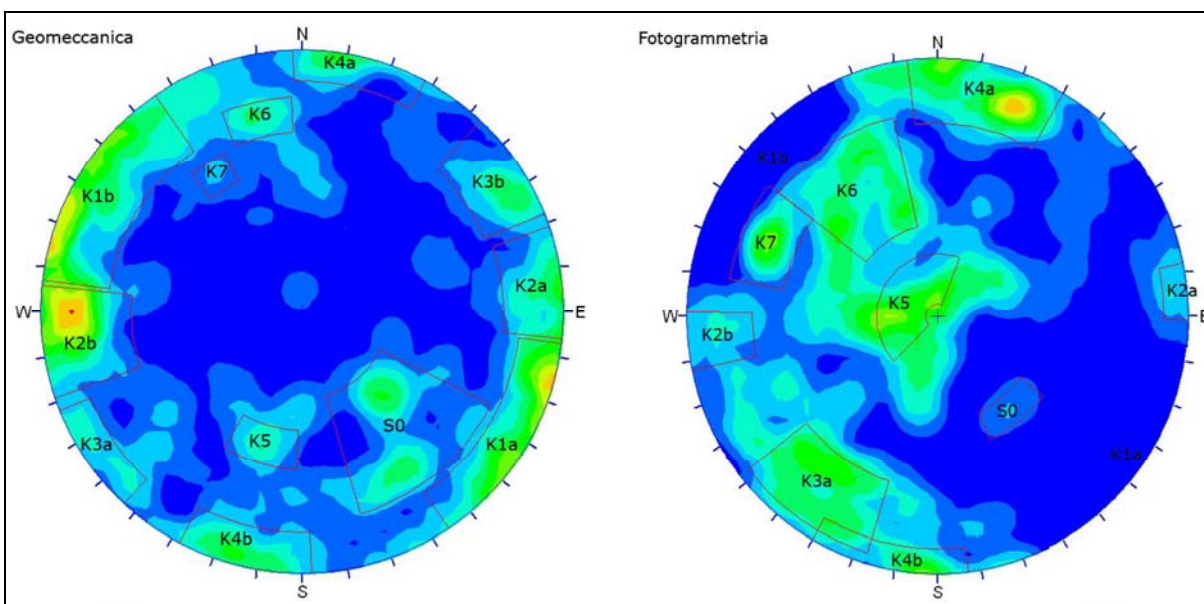 Geomeccanica
N
K4a
K6
K7
K3b
K1b
K2a
W
E
K2b
S0
K5
K1a
K3a
K4b
S
Fotogrammetria
N
K4a
K1b
K6
K7
K2a
K5
W
E
K2b
S0
K1a
K3a
K4b
S